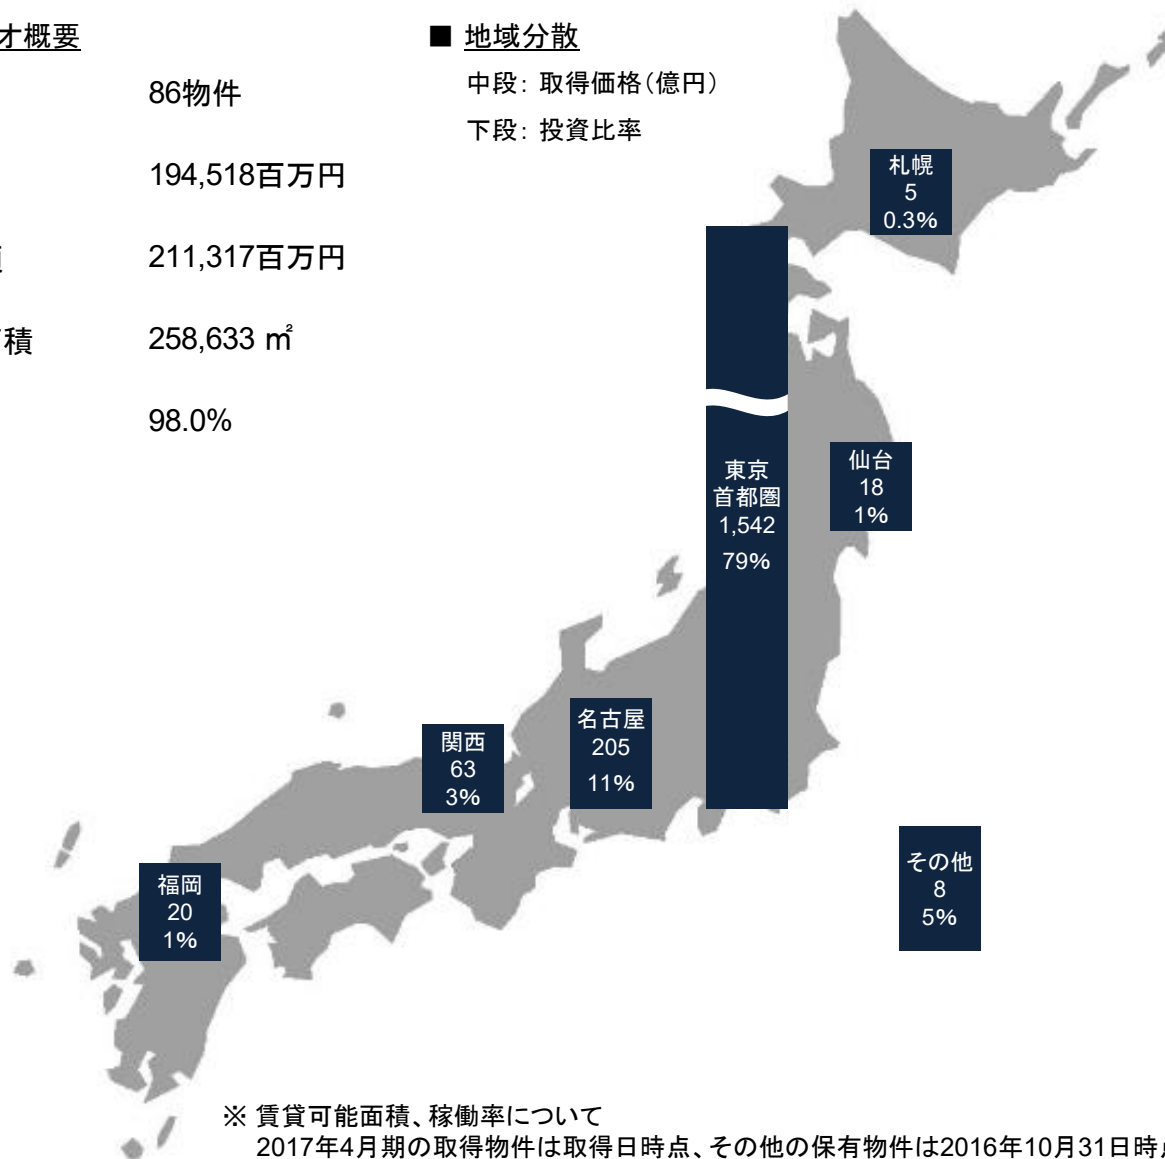 オ概要
86物件
194,518百万円
211,317百万円
積
258,633 ㎡
98.0%
■ 地域分散
中段： 取得価格（億円）
下段： 投資比率
札幌
5
0.3%
仙台
18
1%
東京
首都圏
1,542
79%
名古屋
205
11%
関西
63
3%
福岡
20
1%
その他
8
5%
※ 賃貸可能面積、稼働率について
2017年4月期の取得物件は取得日時点、その他の保有物件は2016年10月31日時